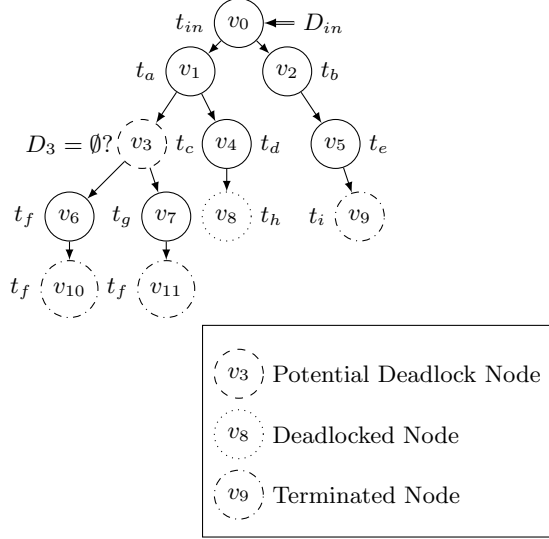 t_in v_0 D_in
t_a v_1 v_2 t_b
D_3 = ∅? v_3 t_c v_4 t_d v_5 t_e
t_f v_6 t_g v_7 v_8 t_h t_i v_9
t_f v_10 t_f v_11
v_3 Potential Deadlock Node
v_8 Deadlocked Node
v_9 Terminated Node